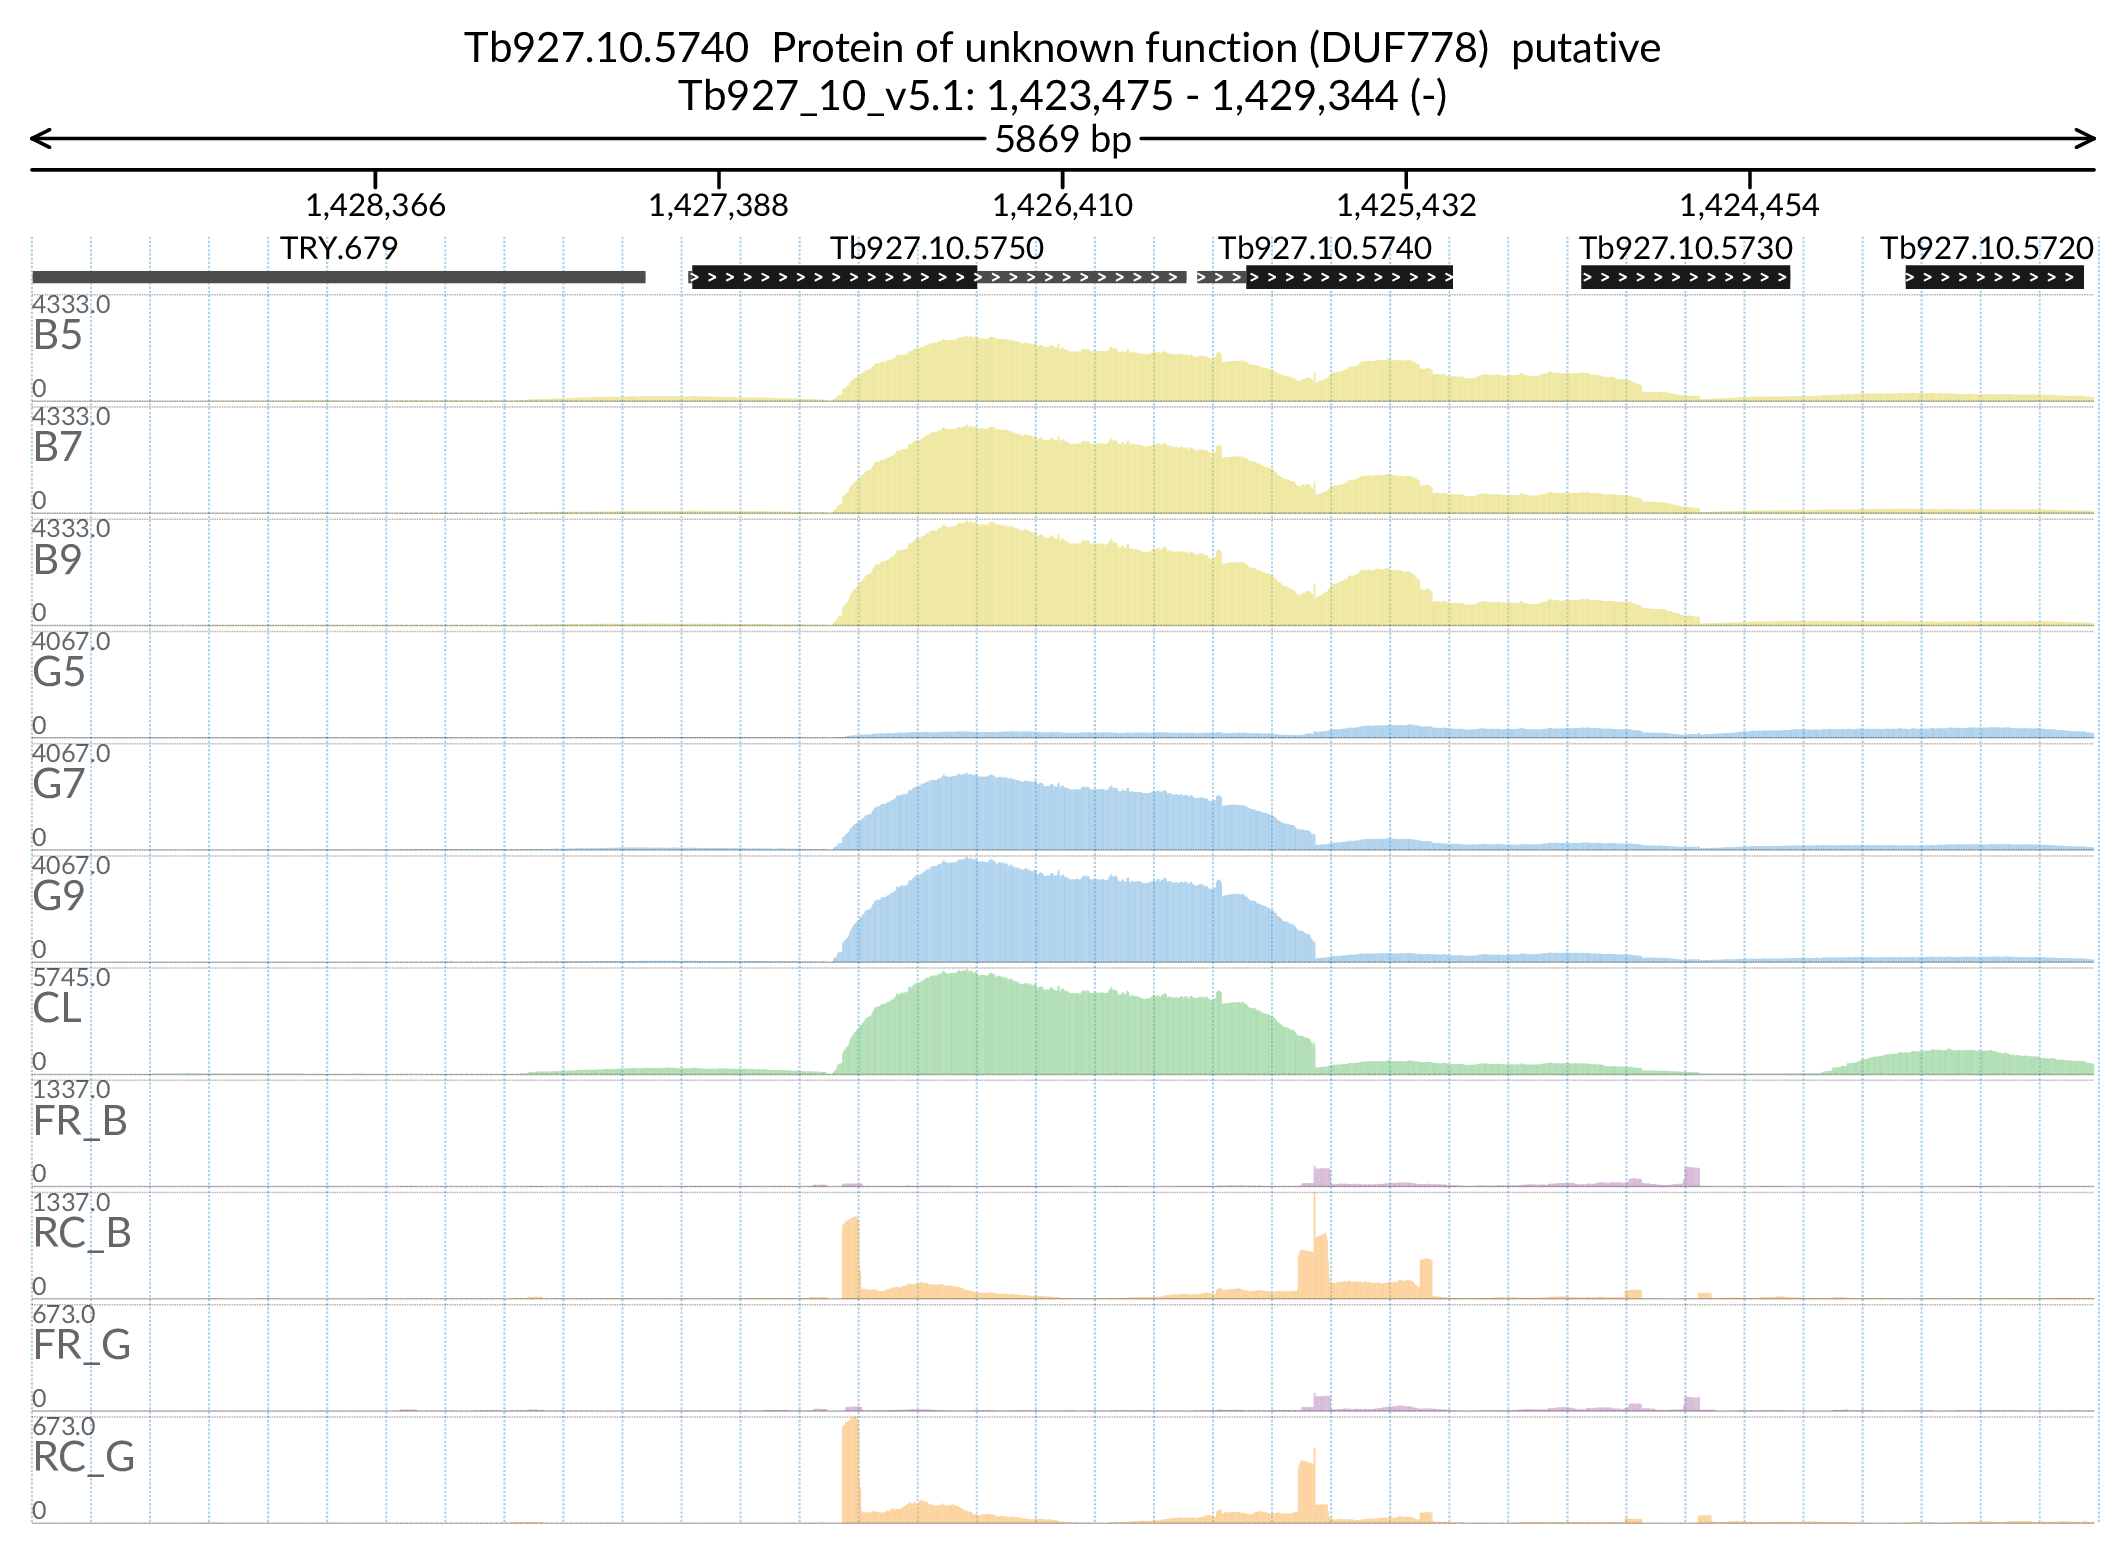 Tb927.10.5740  Protein of unknown function (DUF778)  putative
Tb927_10_v5.1: 1,423,475 - 1,429,344 (-)
5869 bp
1,428,366 1,427,388 1,426,410 1,425,432 1,424,454
TRY.679 Tb927.10.5750 Tb927.10.5740 Tb927.10.5730 Tb927.10.5720
4333.0
B5
0
4333.0
B7
0
4333.0
B9
0
4067.0
G5
0
4067.0
G7
0
4067.0
G9
0
5745.0
CL
0
1337.0
FR_B
0
1337.0
RC_B
0
673.0
FR_G
0
673.0
RC_G
0